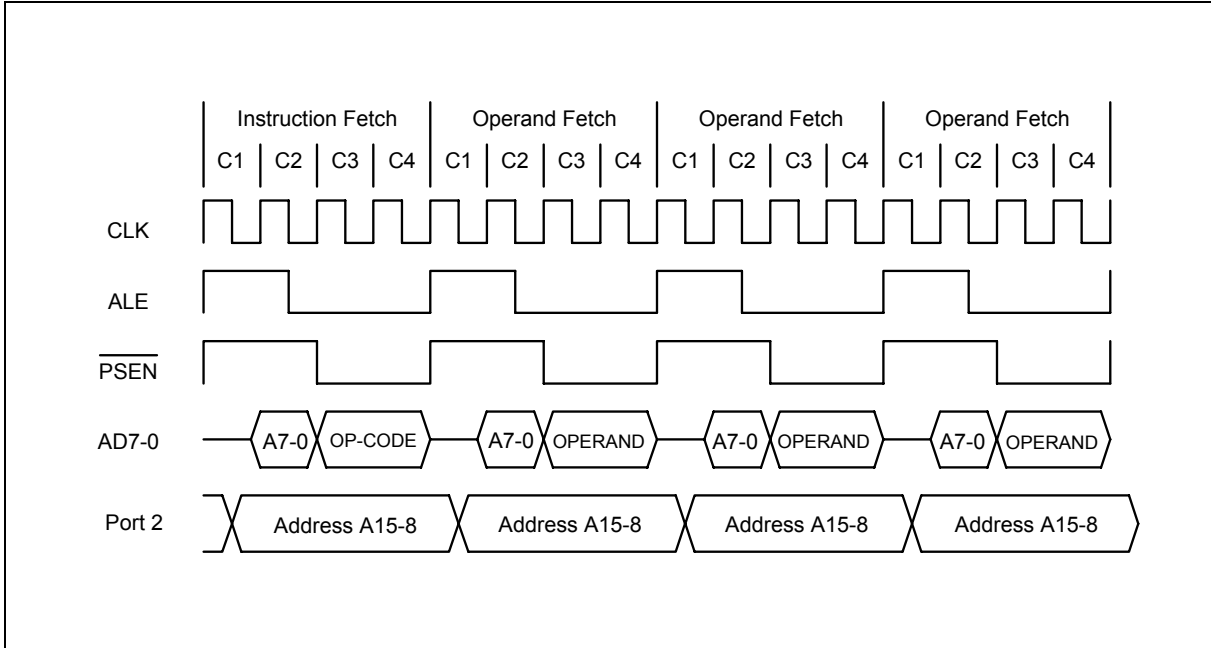 Instruction Fetch Operand Fetch Operand Fetch Operand Fetch
C1 C2 C3 C4 C1 C2 C3 C4 C1 C2 C3 C4 C1 C2 C3 C4
CLK
ALE
PSEN
AD7-0 A7-0 OP-CODE A7-0 OPERAND A7-0 OPERAND A7-0 OPERAND
Port 2 Address A15-8 Address A15-8 Address A15-8 Address A15-8